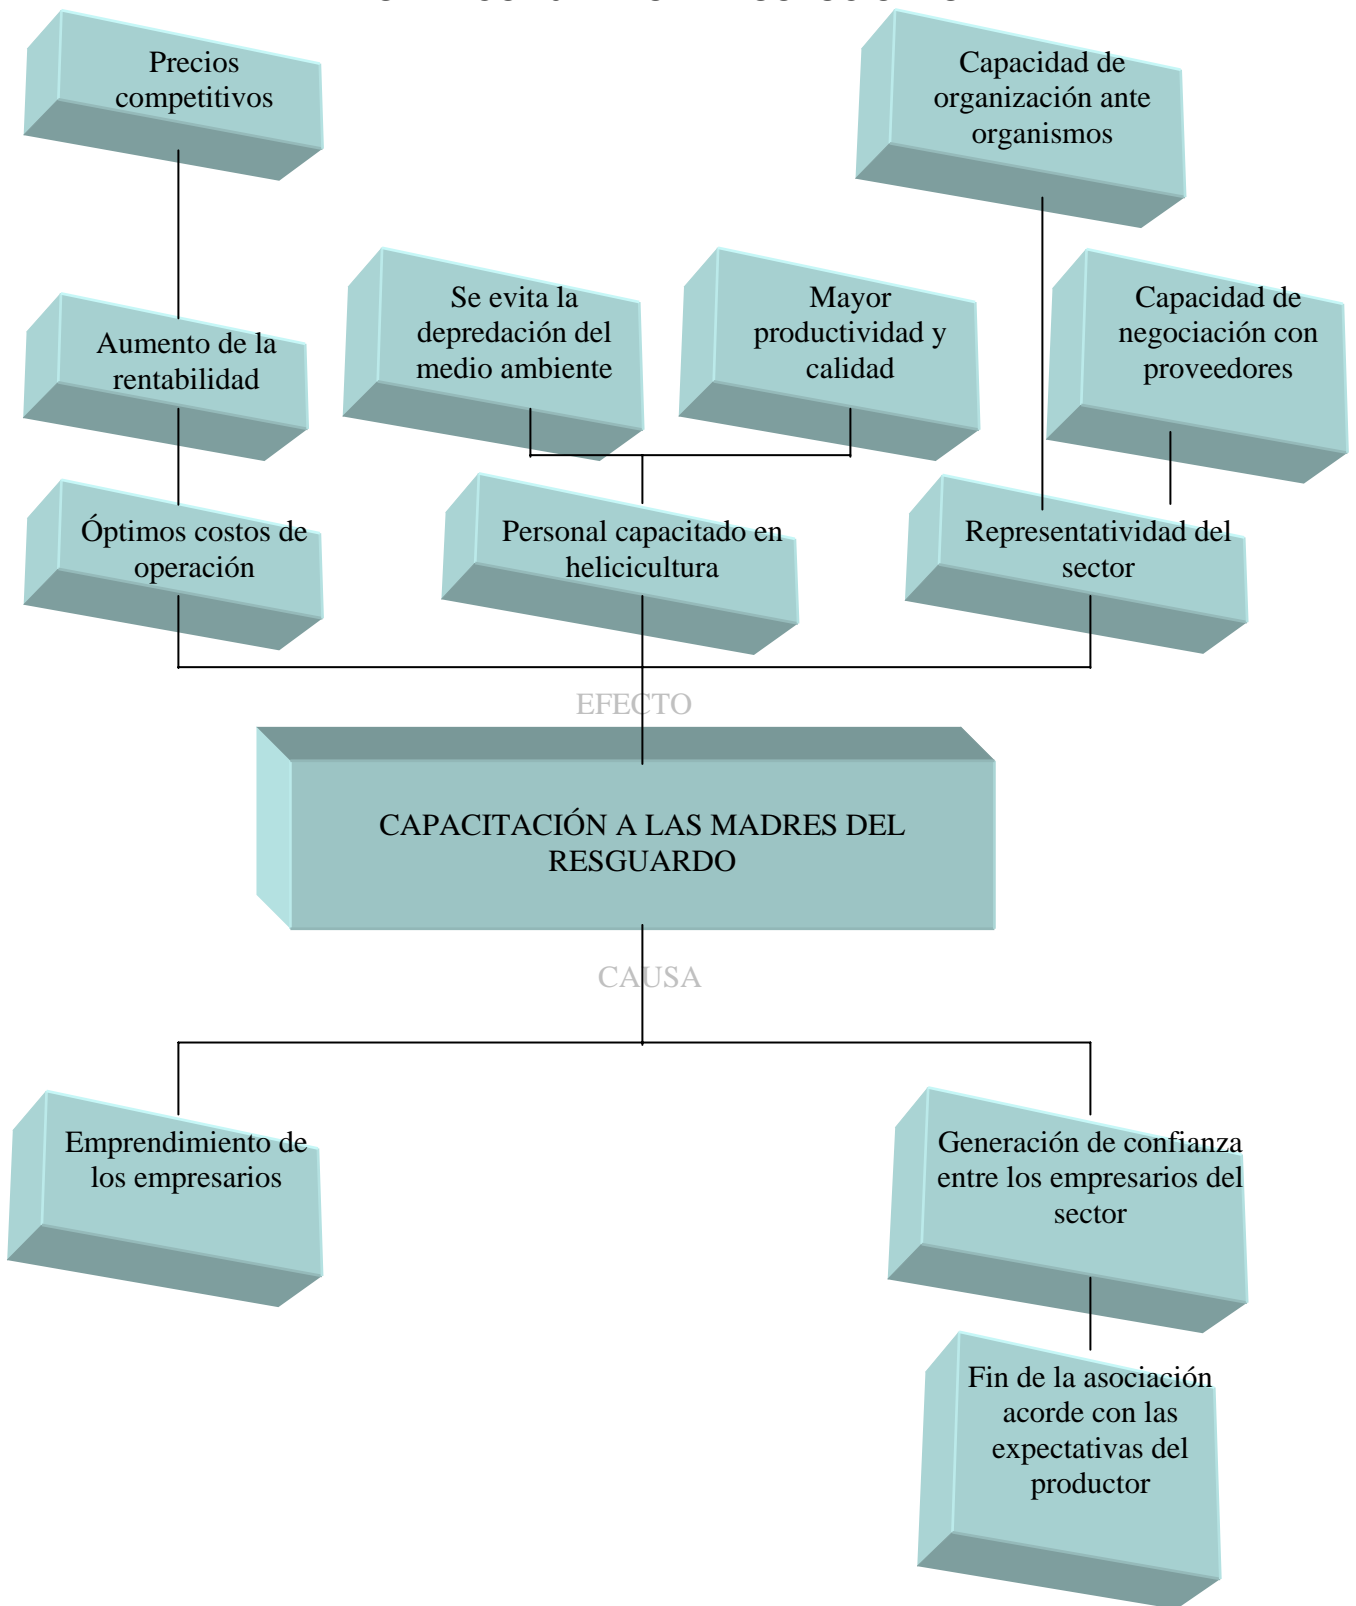 Precios
competitivos
Capacidad de
organización ante
organismos
Se evita la
depredación del
medio ambiente
Mayor
productividad y
calidad
Capacidad de
negociación con
proveedores
Aumento de la
rentabilidad
Óptimos costos de
operación
Personal capacitado en
helicicultura
Representatividad del
sector
EFECTO
CAPACITACIÓN A LAS MADRES DEL
RESGUARDO
CAUSA
Emprendimiento de
los empresarios
Generación de confianza
entre los empresarios del
sector
Fin de la asociación
acorde con las
expectativas del
productor